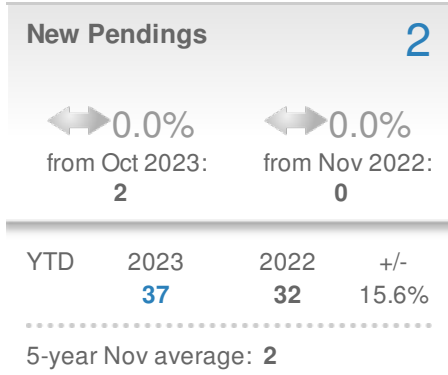 New Pendings 2
0.0% 0.0%
from Oct 2023: from Nov 2022:
2 0
YTD 2023 2022 +/-
37 32 15.6%
5-year Nov average: 2